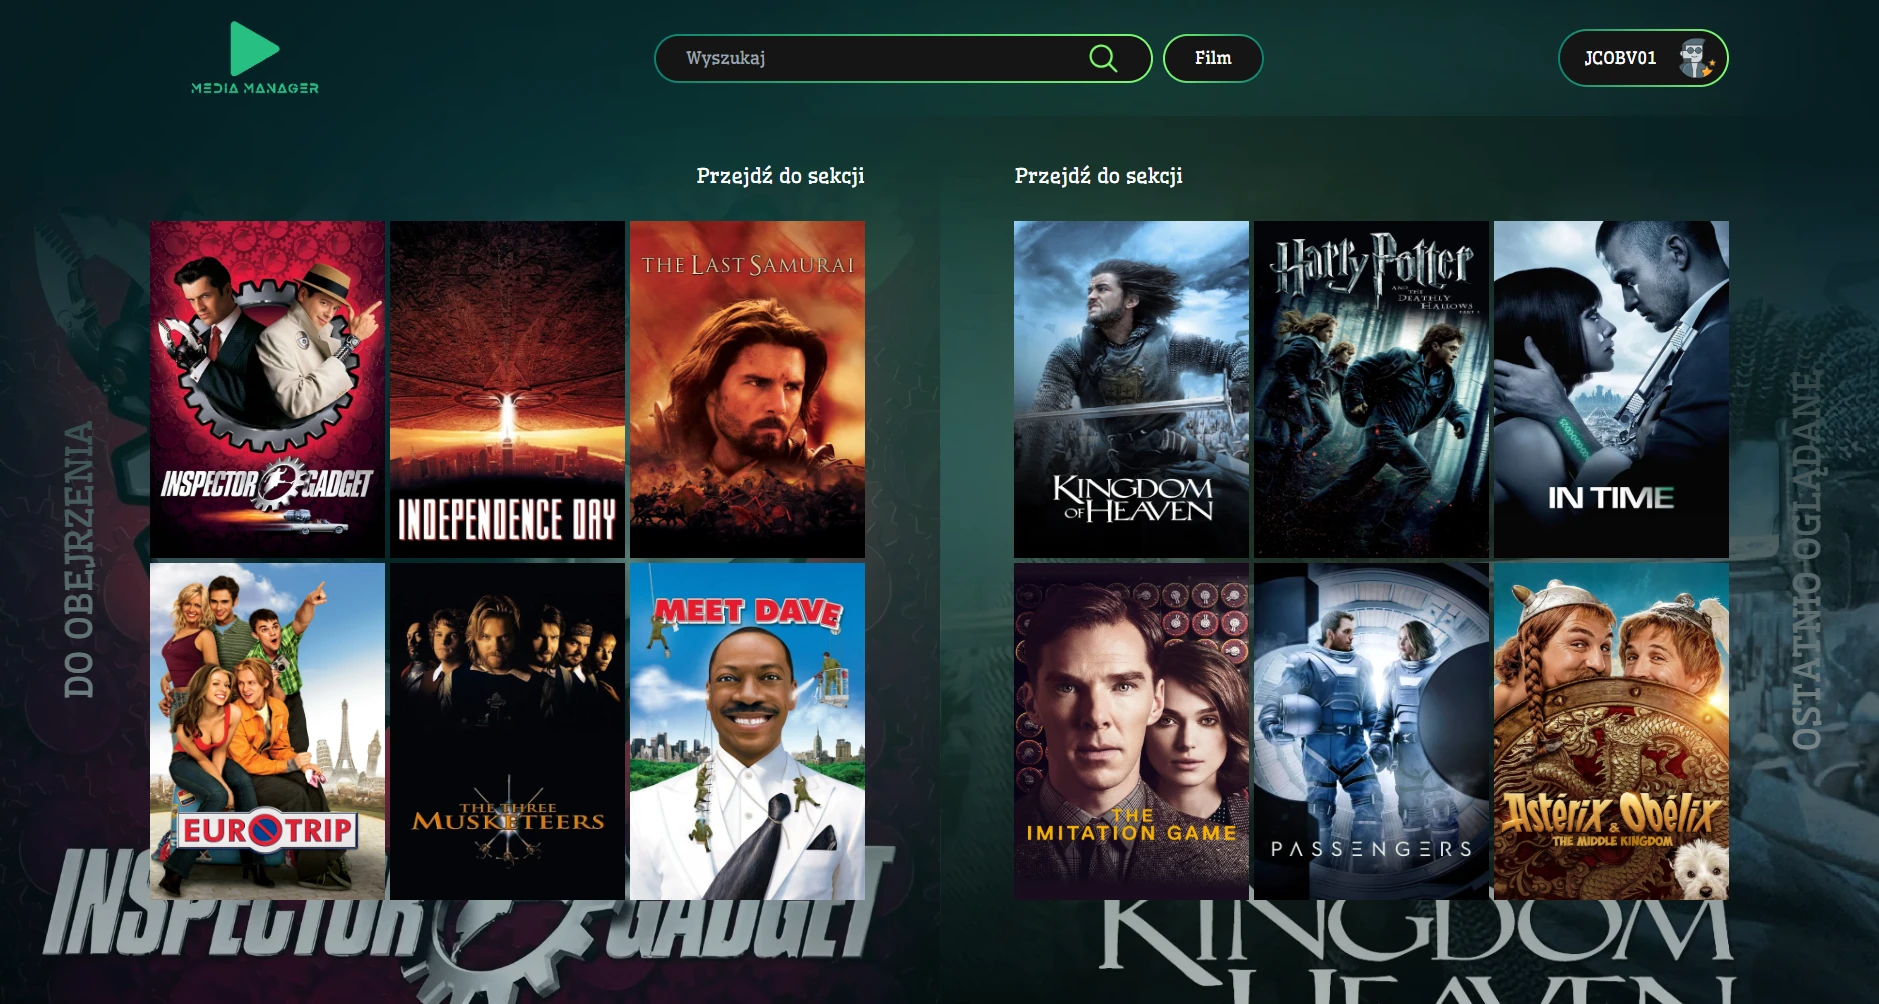 MEDIA MANAGER
Wyszukaj
Film
JCOBV01
Przejdź do sekcji
Przejdź do sekcji
DO OBEJRZENIA
INSPECTOR GADGET
INDEPENDENCE DAY
THE LAST SAMURAI
EUROTRIP
THE THREE
MUSKETEERS
MEET DAVE
KINGDOM
OF HEAVEN
Harry Potter
AND THE
DEATHLY
HALLOWS
PART 1
IN TIME
THE
IMITATION GAME
PASSENGERS
Astérix & Obélix
THE MIDDLE KINGDOM
OSTATNIO OGLĄDANE
INSPECTOR GADGET
KINGDOM
HEAVEN